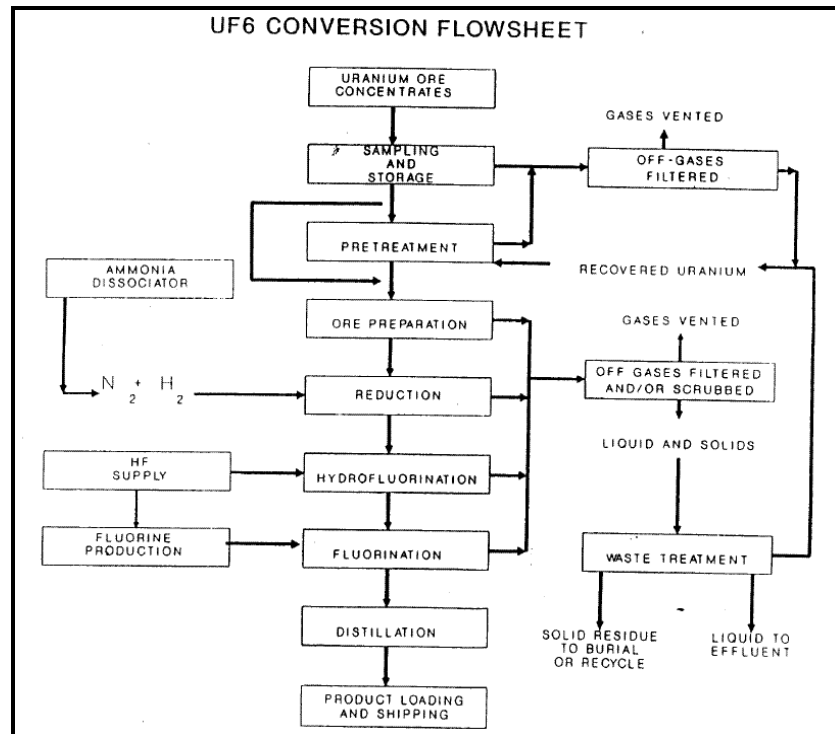 UF6 CONVERSION FLOWSHEET
URANIUM ORE
CONCENTRATES
GASES VENTED
SAMPLING
AND
STORAGE
OFF-GASES
FILTERED
PRETREATMENT
AMMONIA
DISSOCIATOR
RECOVERED URANIUM
ORE PREPARATION
GASES VENTED
N2 + H2
REDUCTION
OFF GASES FILTERED
AND/OR SCRUBBED
LIQUID AND SOLIDS
HF
SUPPLY
HYDROFLUORINATION
FLUORINE
PRODUCTION
FLUORINATION
WASTE TREATMENT
DISTILLATION
SOLID RESIDUE
TO BURIAL
OR RECYCLE
LIQUID TO
EFFLUENT
PRODUCT LOADING
AND SHIPPING